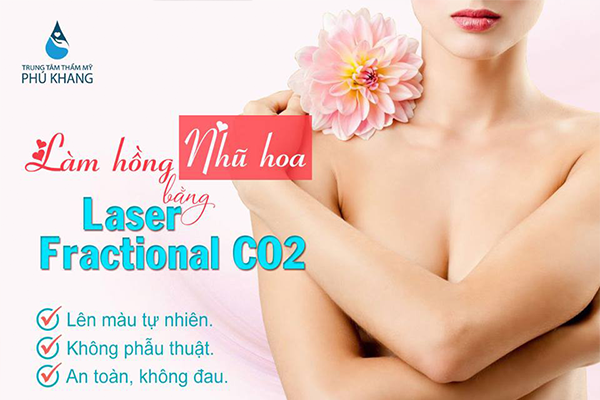 TRUNG TÂM THẨM MỸ
PHÚ KHANG
Làm hồng Nhũ hoa
bằng
Laser
Fractional CO2
Lên màu tự nhiên.
Không phẫu thuật.
An toàn, không đau.